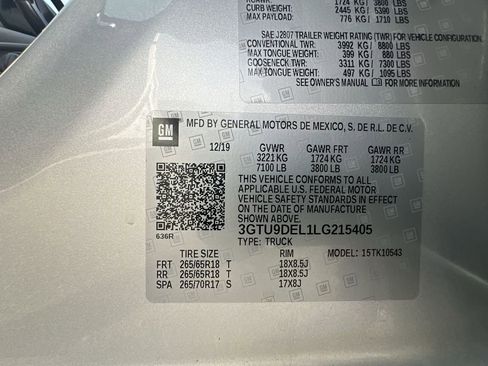 GAWR 1724 KG / 3800 LBS
CURB WEIGHT: 2445 KG / 5390 LBS
MAX PAYLOAD: 776 KG / 1710 LBS
SAE J2807 TRAILER WEIGHT RATING (TWR) FOR VEHICLE CONFIGURATION.
CONVENTIONAL TWR: 3992 KG / 8800 LBS
MAX TONGUE WEIGHT: 399 KG / 880 LBS
GOOSENECK TWR: 3311 KG / 7300 LBS
MAX TONGUE WEIGHT: 497 KG / 1095 LBS
SEE OWNER'S MANUAL FOR MORE INFORMATION.
GM MFD BY GENERAL MOTORS DE MEXICO, S. DE R.L. DE C.V.
12/19 GVWR GAWR FRT GAWR RR
3221 KG 1724 KG 1724 KG
7100 LB 3800 LB 3800 LB
THIS VEHICLE CONFORMS TO ALL
APPLICABLE U.S. FEDERAL MOTOR
VEHICLE SAFETY STANDARDS IN EFFECT
ON THE DATE OF MANUFACTURE SHOWN ABOVE.
3GTU9DEL1LG215405
636R TYPE: TRUCK
TIRE SIZE RIM MODEL: 15TK10543
FRT 265/65R18 T 18X8.5J
RR 265/65R18 T 18X8.5J
SPA 265/70R17 S 17X8J